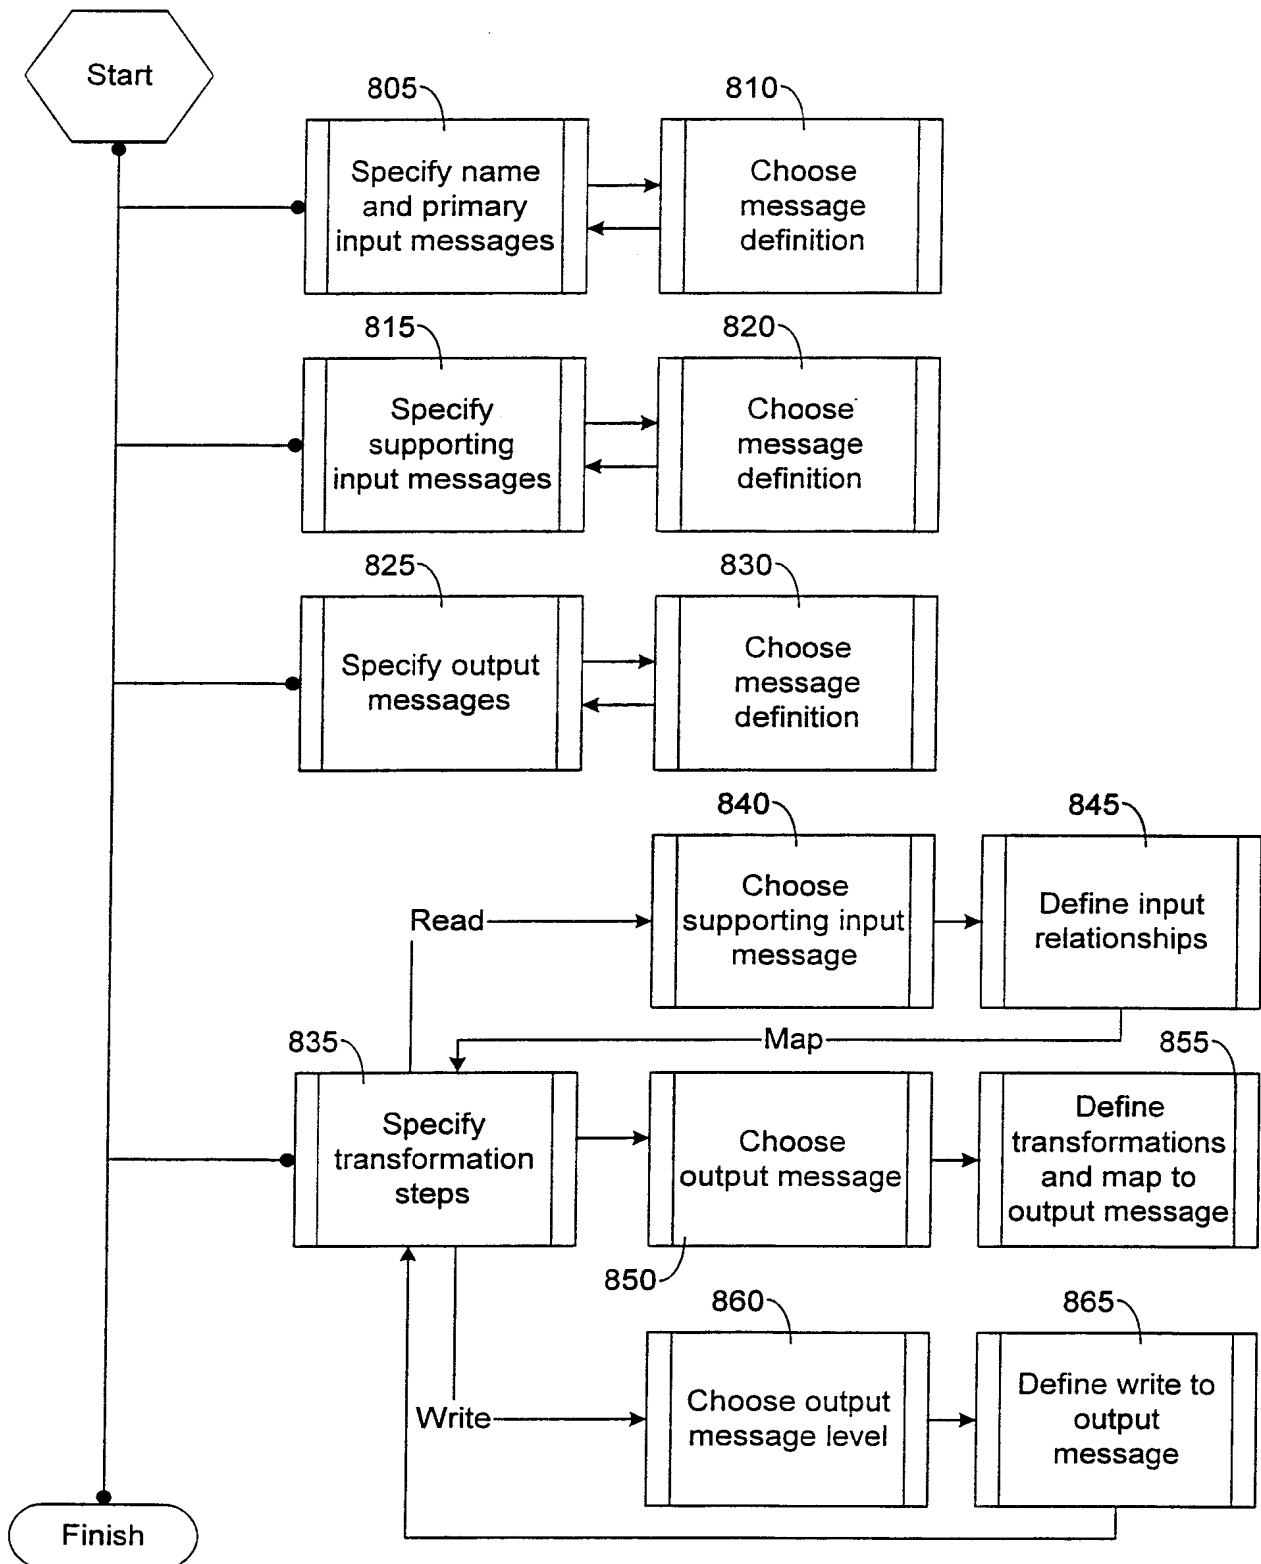 Start
805
810
Specify name
and primary
input messages
Choose
message
definition
815
820
Specify
supporting
input messages
Choose
message
definition
825
830
Specify output
messages
Choose
message
definition
840
845
Read
Choose
supporting input
message
Define input
relationships
835
Map
855
Specify
transformation
steps
Choose
output message
Define
transformations
and map to
output message
850
860
865
Write
Choose output
message level
Define write to
output
message
Finish